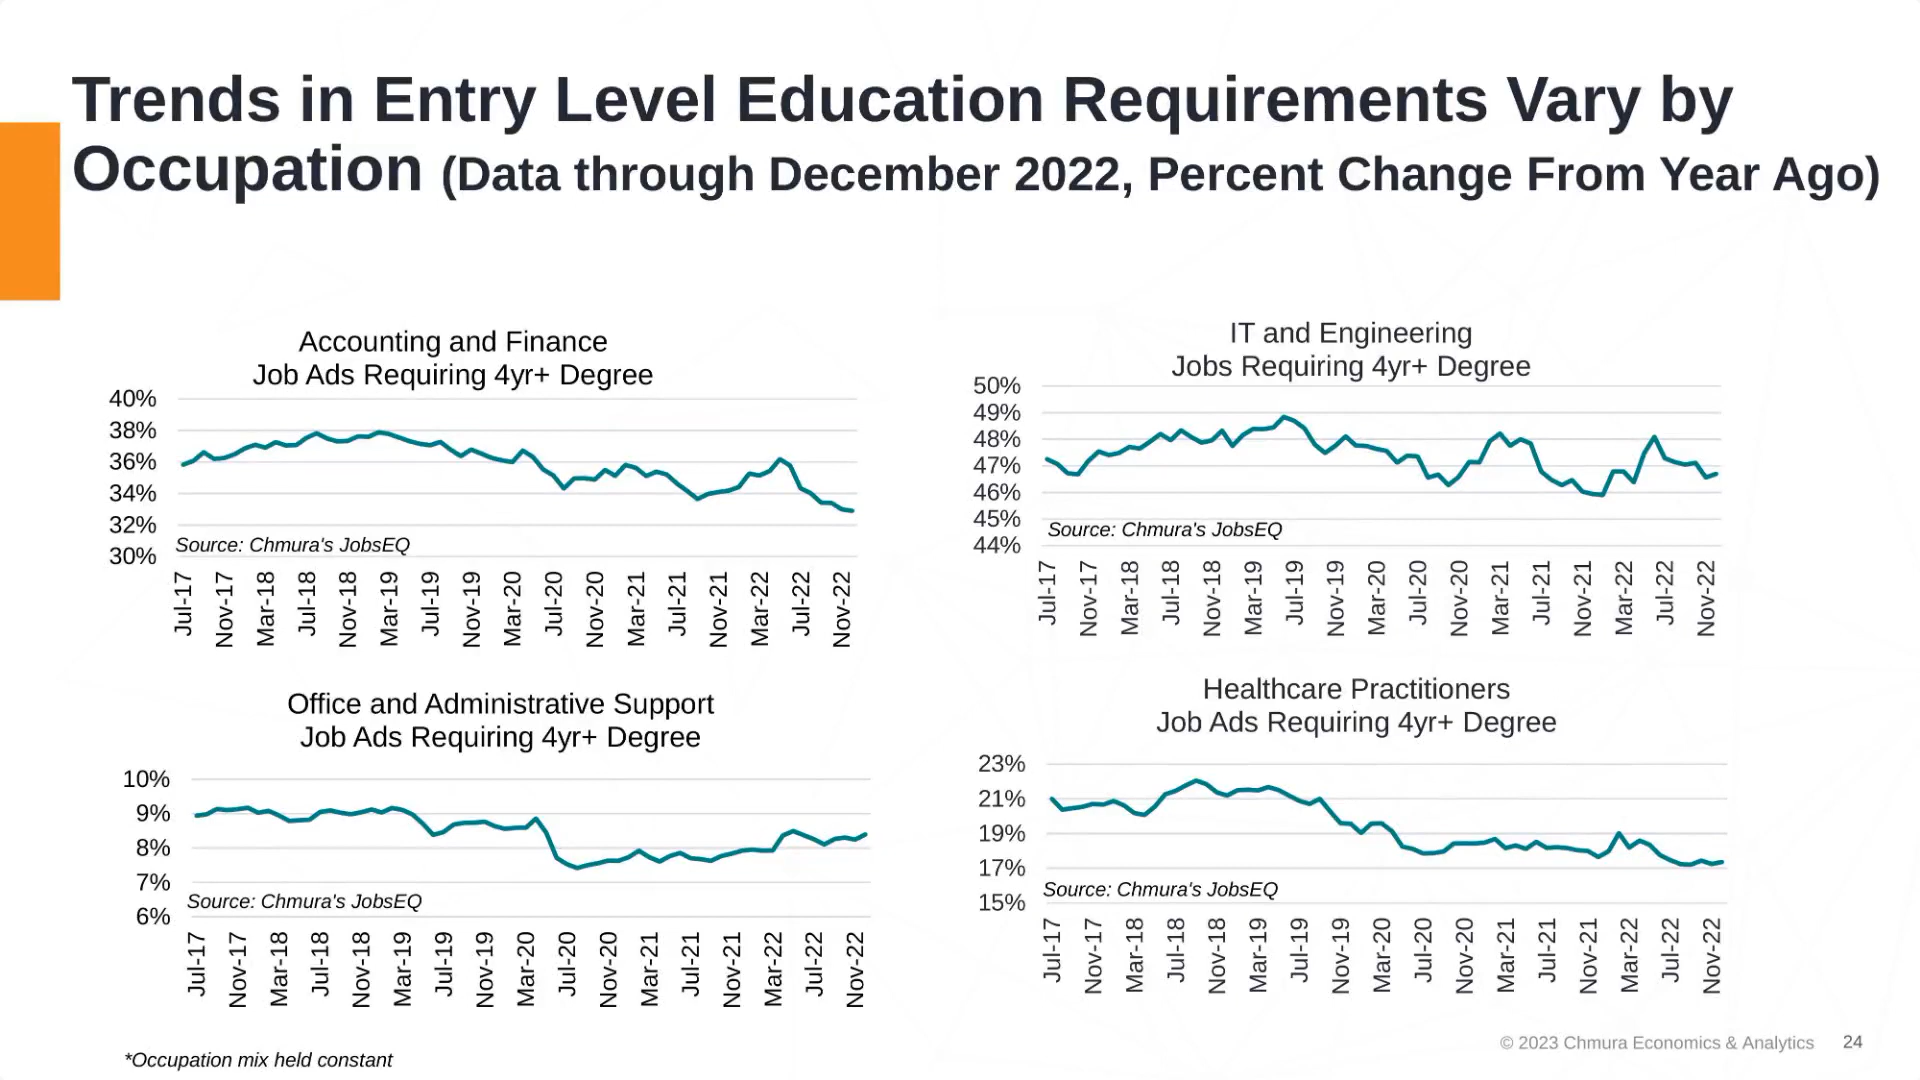 Trends in Entry Level Education Requirements Vary by
Occupation (Data through December 2022, Percent Change From Year Ago)
Accounting and Finance
Job Ads Requiring 4yr+ Degree
40%
38%
36%
34%
32%
30%
Source: Chmura's JobsEQ
Jul-17
Nov-17
Mar-18
Jul-18
Nov-18
Mar-19
Jul-19
Nov-19
Mar-20
Jul-20
Nov-20
Mar-21
Jul-21
Nov-21
Mar-22
Jul-22
Nov-22
IT and Engineering
Jobs Requiring 4yr+ Degree
50%
49%
48%
47%
46%
45%
44%
Source: Chmura's JobsEQ
Jul-17
Nov-17
Mar-18
Jul-18
Nov-18
Mar-19
Jul-19
Nov-19
Mar-20
Jul-20
Nov-20
Mar-21
Jul-21
Nov-21
Mar-22
Jul-22
Nov-22
Office and Administrative Support
Job Ads Requiring 4yr+ Degree
10%
9%
8%
7%
6%
Source: Chmura's JobsEQ
Jul-17
Nov-17
Mar-18
Jul-18
Nov-18
Mar-19
Jul-19
Nov-19
Mar-20
Jul-20
Nov-20
Mar-21
Jul-21
Nov-21
Mar-22
Jul-22
Nov-22
Healthcare Practitioners
Job Ads Requiring 4yr+ Degree
23%
21%
19%
17%
15%
Source: Chmura's JobsEQ
Jul-17
Nov-17
Mar-18
Jul-18
Nov-18
Mar-19
Jul-19
Nov-19
Mar-20
Jul-20
Nov-20
Mar-21
Jul-21
Nov-21
Mar-22
Jul-22
Nov-22
*Occupation mix held constant
© 2023 Chmura Economics & Analytics 24